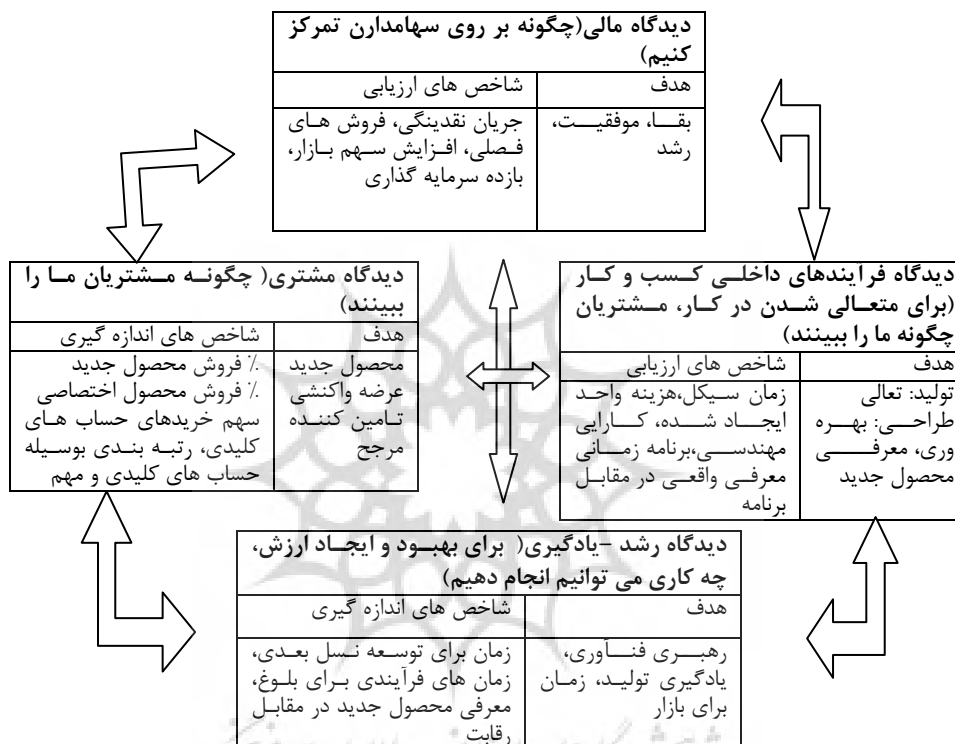 دیدگاه مالی(چگونه بر روی سهامدارن تمرکز
کنیم)
هدف
شاخص های ارزیابی
بقا، موفقیت،
رشد
جریان نقدینگی، فروش های
فصلی، افزایش سهم بازار،
بازده سرمایه گذاری
دیدگاه فرآیندهای داخلی کسب و کار
(برای متعالی شدن در کار، مشتریان
چگونه ما را ببینند)
هدف
شاخص های ارزیابی
تولید: تعالی
طراحی: بهره
وری، معرفی
محصول جدید
زمان سیکل،هزینه واحد
ایجاد شده، کارایی
مهندسی،برنامه زمانی
معرفی واقعی در مقابل
برنامه
دیدگاه مشتری( چگونه مشتریان ما را
ببینند)
هدف
شاخص های اندازه گیری
محصول جدید
عرضه واکنشی
تامین کننده
مرجح
٪ فروش محصول جدید
٪ فروش محصول اختصاصی
سهم خریدهای حساب های
کلیدی، رتبه بندی بوسیله
حساب های کلیدی و مهم
دیدگاه رشد –یادگیری( برای بهبود و ایجاد ارزش،
چه کاری می توانیم انجام دهیم)
هدف
شاخص های اندازه گیری
رهبری فنآوری،
یادگیری تولید، زمان
برای بازار
زمان برای توسعه نسل بعدی،
زمان های فرآیندی برای بلوغ،
معرفی محصول جدید در مقابل
رقابت